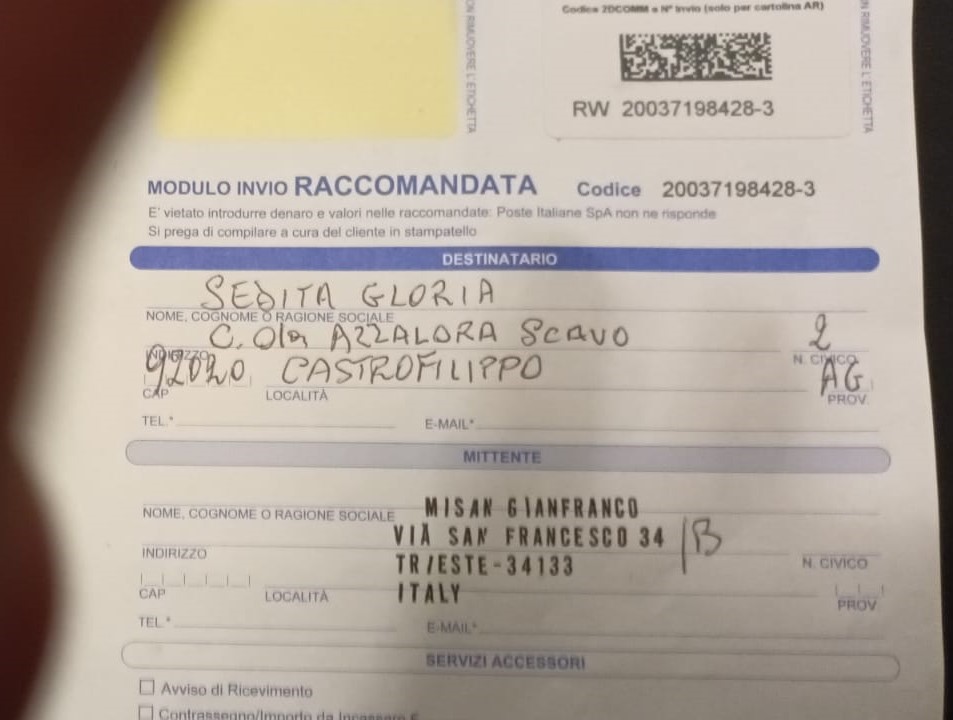 Codice 2DCOMM e N° Invio (solo per cartolina AR)
RIMUOVERE L'ETICHETTA
RIMUOVERE L'ETICHETTA
RW 20037198428-3
MODULO INVIO RACCOMANDATA Codice 20037198428-3
E' vietato introdurre denaro e valori nelle raccomandate: Poste Italiane SpA non ne risponde
Si prega di compilare a cura del cliente in stampatello
DESTINATARIO
SEDITA GLORIA
NOME, COGNOME O RAGIONE SOCIALE
C. AZZALORA SCAVO 2
INDIRIZZO N. CIVICO
92020 CASTROFILIPPO AG
CAP LOCALITÀ PROV.
TEL.* E-MAIL*
MITTENTE
MISAN GIANFRANCO
NOME, COGNOME O RAGIONE SOCIALE
VIA SAN FRANCESCO 34 /B
INDIRIZZO N. CIVICO
TRIESTE-34133
ITALY
CAP LOCALITÀ PROV
TEL.* E-MAIL*
SERVIZI ACCESSORI
Avviso di Ricevimento
Contrassegno/Importo da Incassare €